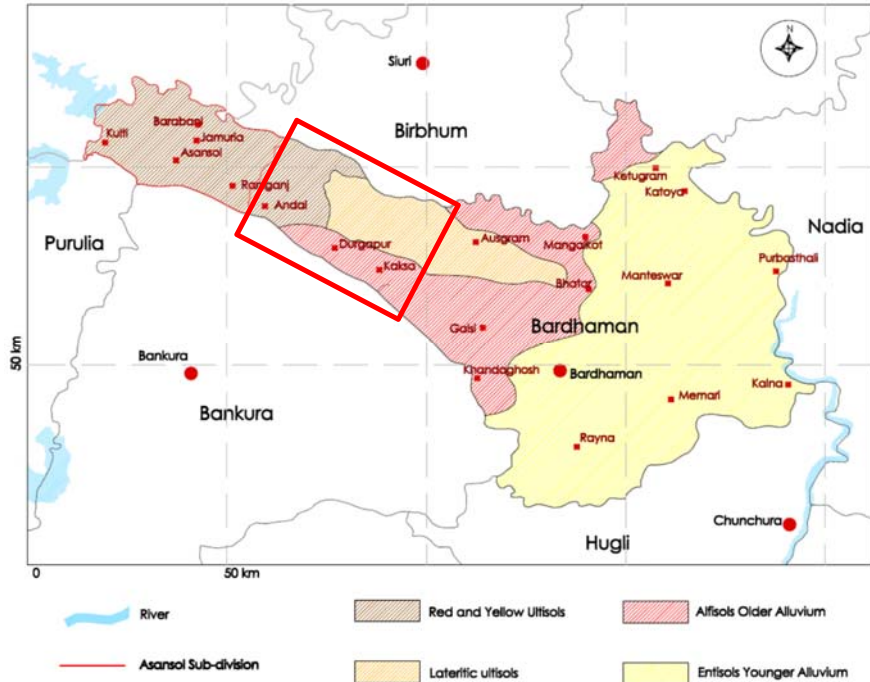 N
Siuri
Birbhum
Barabani
Kulti
Jamuria
Asansol
Raniganj
Andal
Ketugram
Katoya
Nadia
Purulia
Durgapur
Ausgram
Mangalkot
Kaksa
Bhatar
Manteswar
Purbasthali
Galsi
Bardhaman
50 km
Bankura
Khandaghosh
Bardhaman
Kalna
Memari
Bankura
Rayna
Chunchura
Hugli
0
50 km
River
Red and Yellow Ultisols
Alfisols Older Alluvium
Asansol Sub-division
Lateritic ultisols
Entisols Younger Alluvium